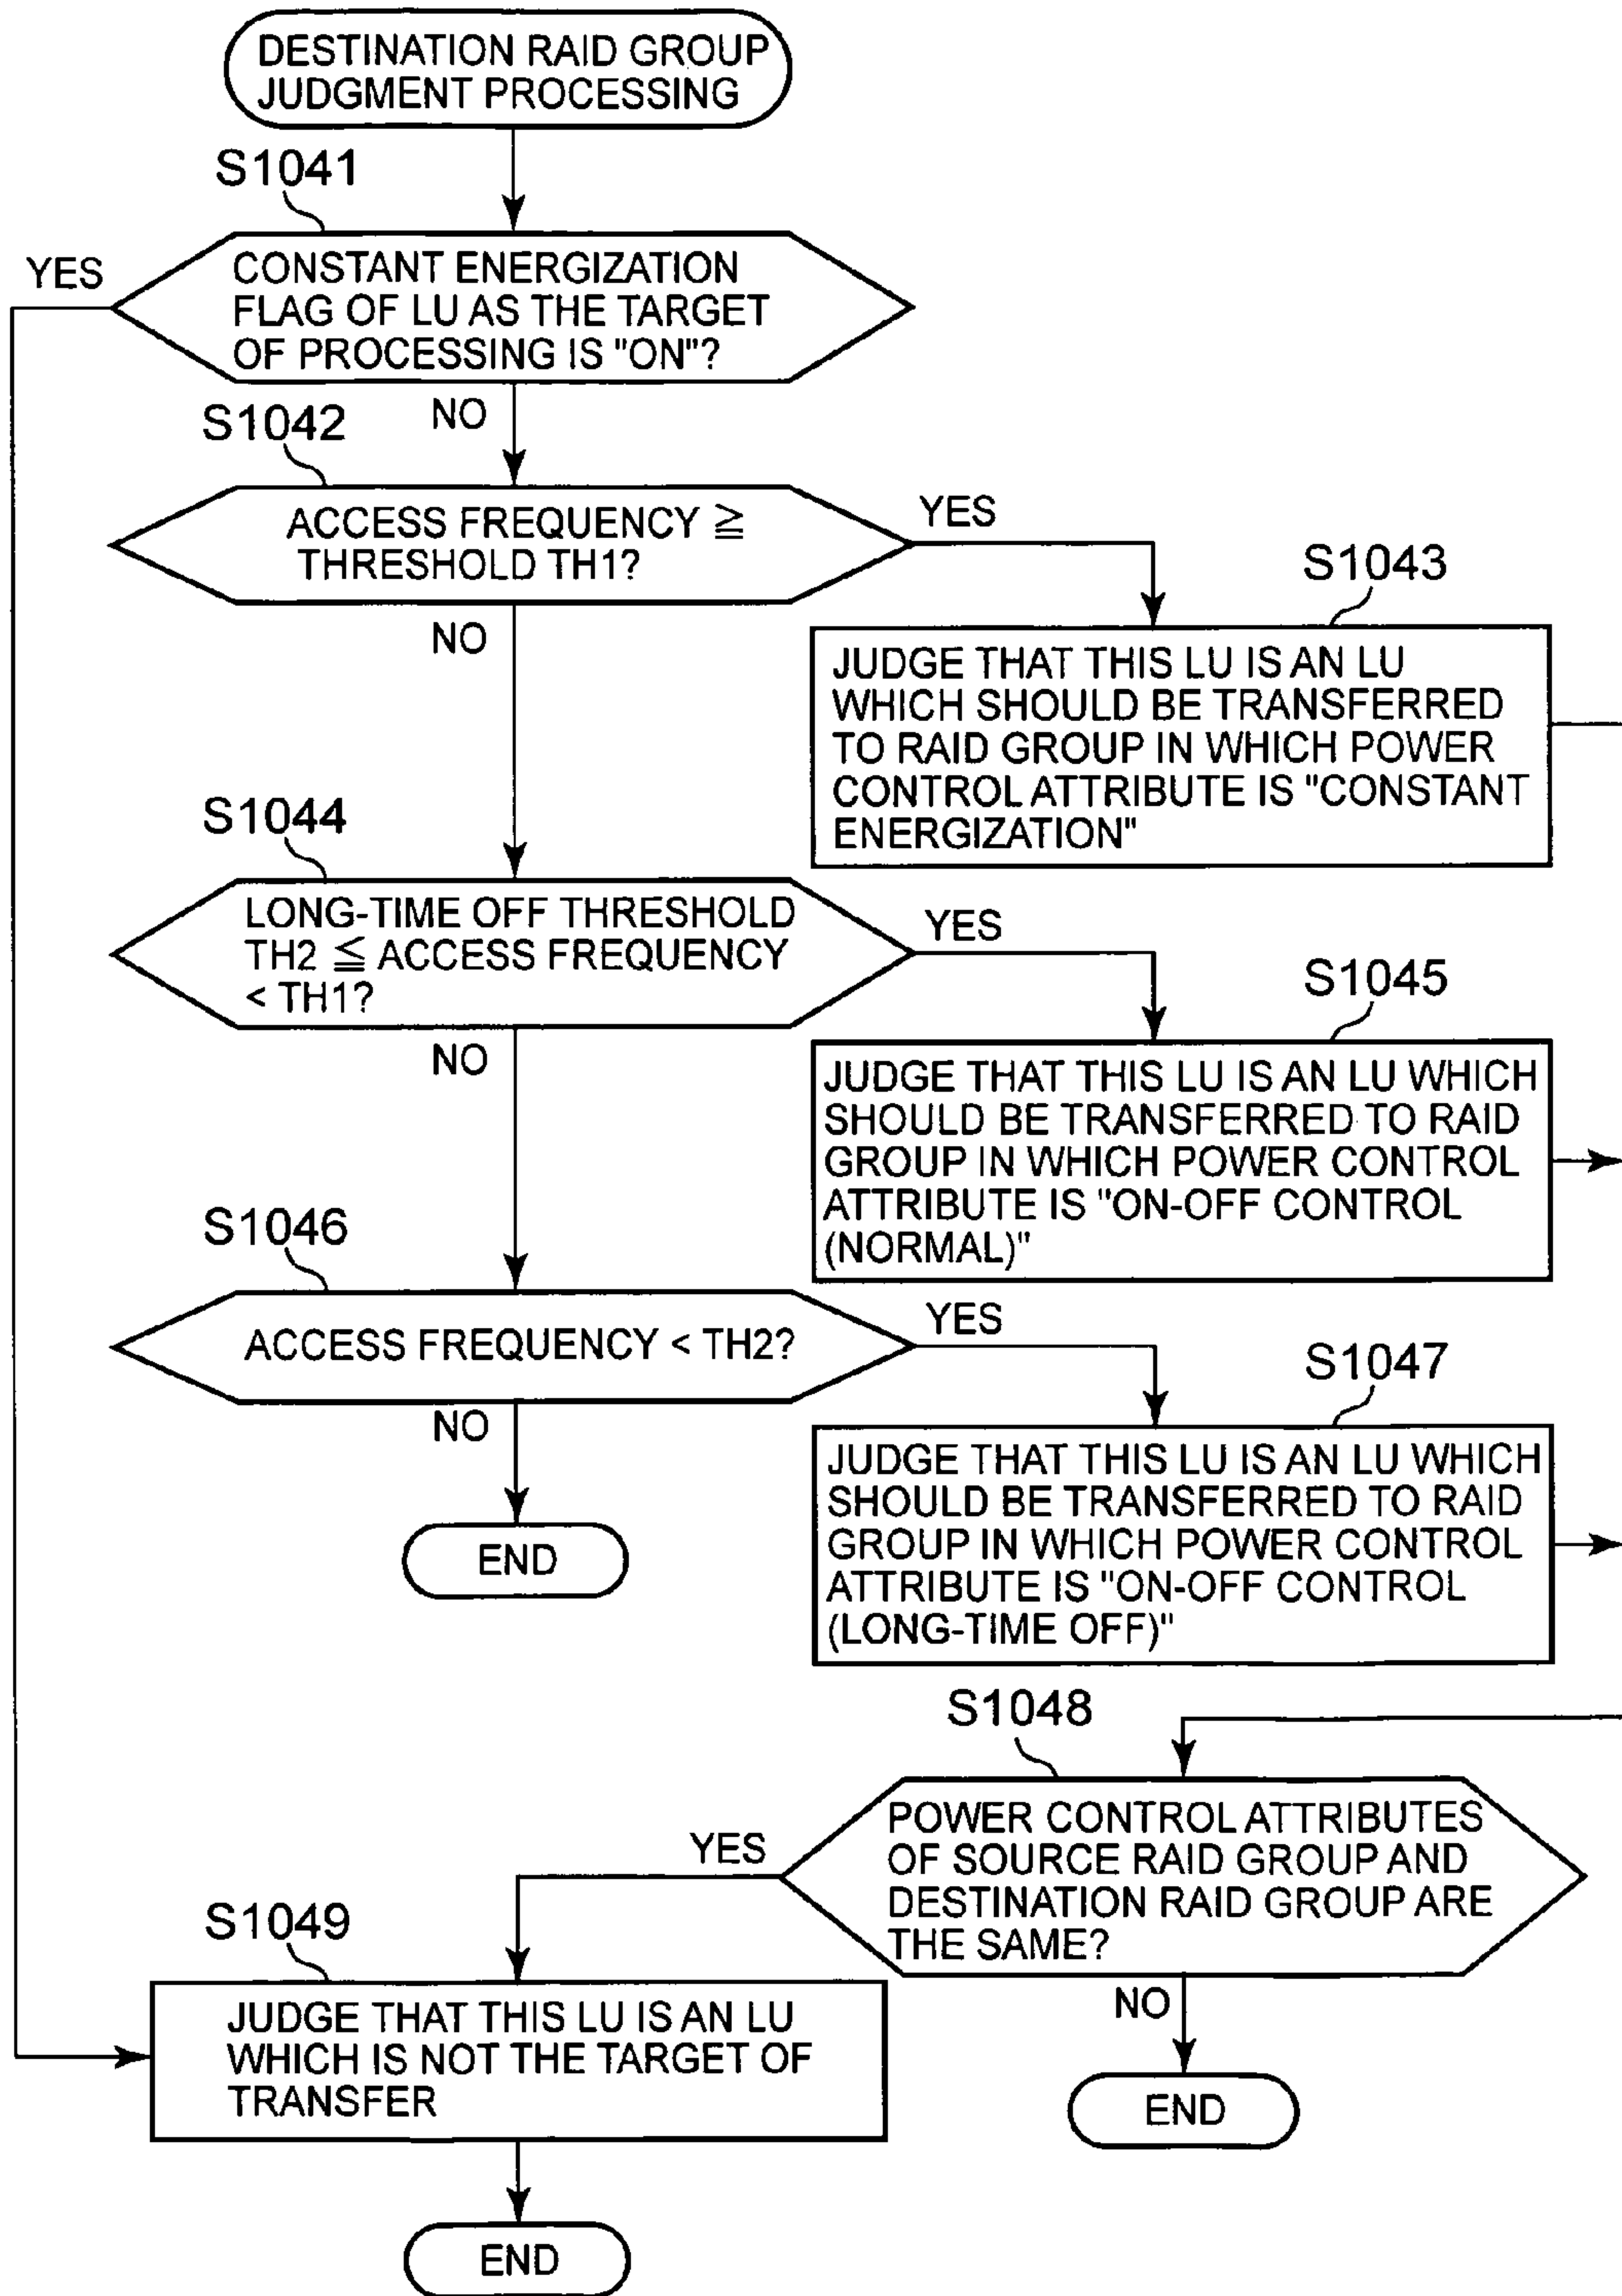 DESTINATION RAID GROUP
JUDGMENT PROCESSING
S1041
YES
CONSTANT ENERGIZATION
FLAG OF LU AS THE TARGET
OF PROCESSING IS "ON"?
NO
S1042
ACCESS FREQUENCY ≧
THRESHOLD TH1?
YES
NO
S1043
JUDGE THAT THIS LU IS AN LU
WHICH SHOULD BE TRANSFERRED
TO RAID GROUP IN WHICH POWER
CONTROL ATTRIBUTE IS "CONSTANT
ENERGIZATION"
S1044
LONG-TIME OFF THRESHOLD
TH2 ≦ ACCESS FREQUENCY
< TH1?
YES
NO
S1045
JUDGE THAT THIS LU IS AN LU WHICH
SHOULD BE TRANSFERRED TO RAID
GROUP IN WHICH POWER CONTROL
ATTRIBUTE IS "ON-OFF CONTROL
(NORMAL)"
S1046
ACCESS FREQUENCY < TH2?
YES
NO
END
S1047
JUDGE THAT THIS LU IS AN LU WHICH
SHOULD BE TRANSFERRED TO RAID
GROUP IN WHICH POWER CONTROL
ATTRIBUTE IS "ON-OFF CONTROL
(LONG-TIME OFF)"
S1048
POWER CONTROL ATTRIBUTES
OF SOURCE RAID GROUP AND
DESTINATION RAID GROUP ARE
THE SAME?
YES
NO
END
S1049
JUDGE THAT THIS LU IS AN LU
WHICH IS NOT THE TARGET OF
TRANSFER
END